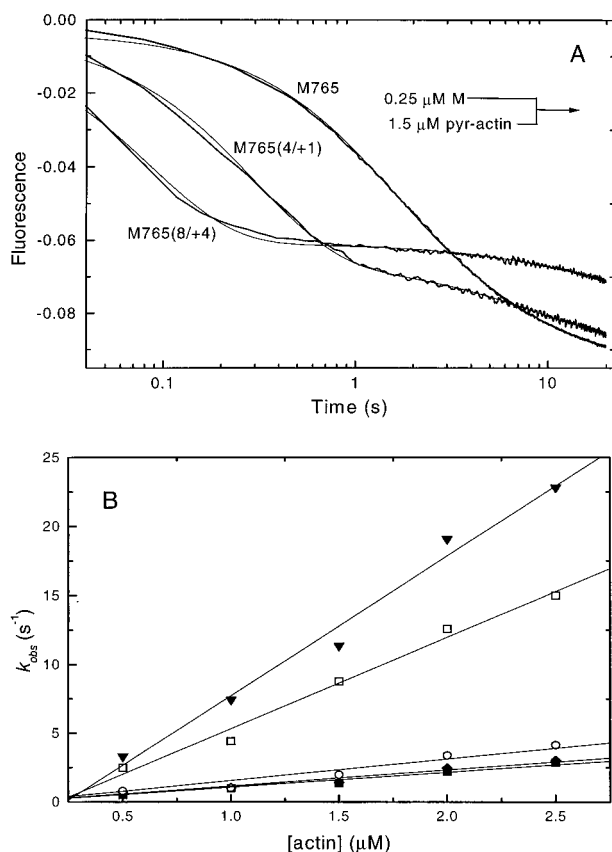 0.00
-0.02
-0.04
-0.06
-0.08
Fluorescence
A
M765
M765(4/+1)
M765(8/+4)
0.25 μM M
1.5 μM pyr-actin
0.1
1
10
Time (s)
B
25
20
15
10
5
0
k_obs (s⁻¹)
0.5
1.0
1.5
2.0
2.5
[actin] (μM)